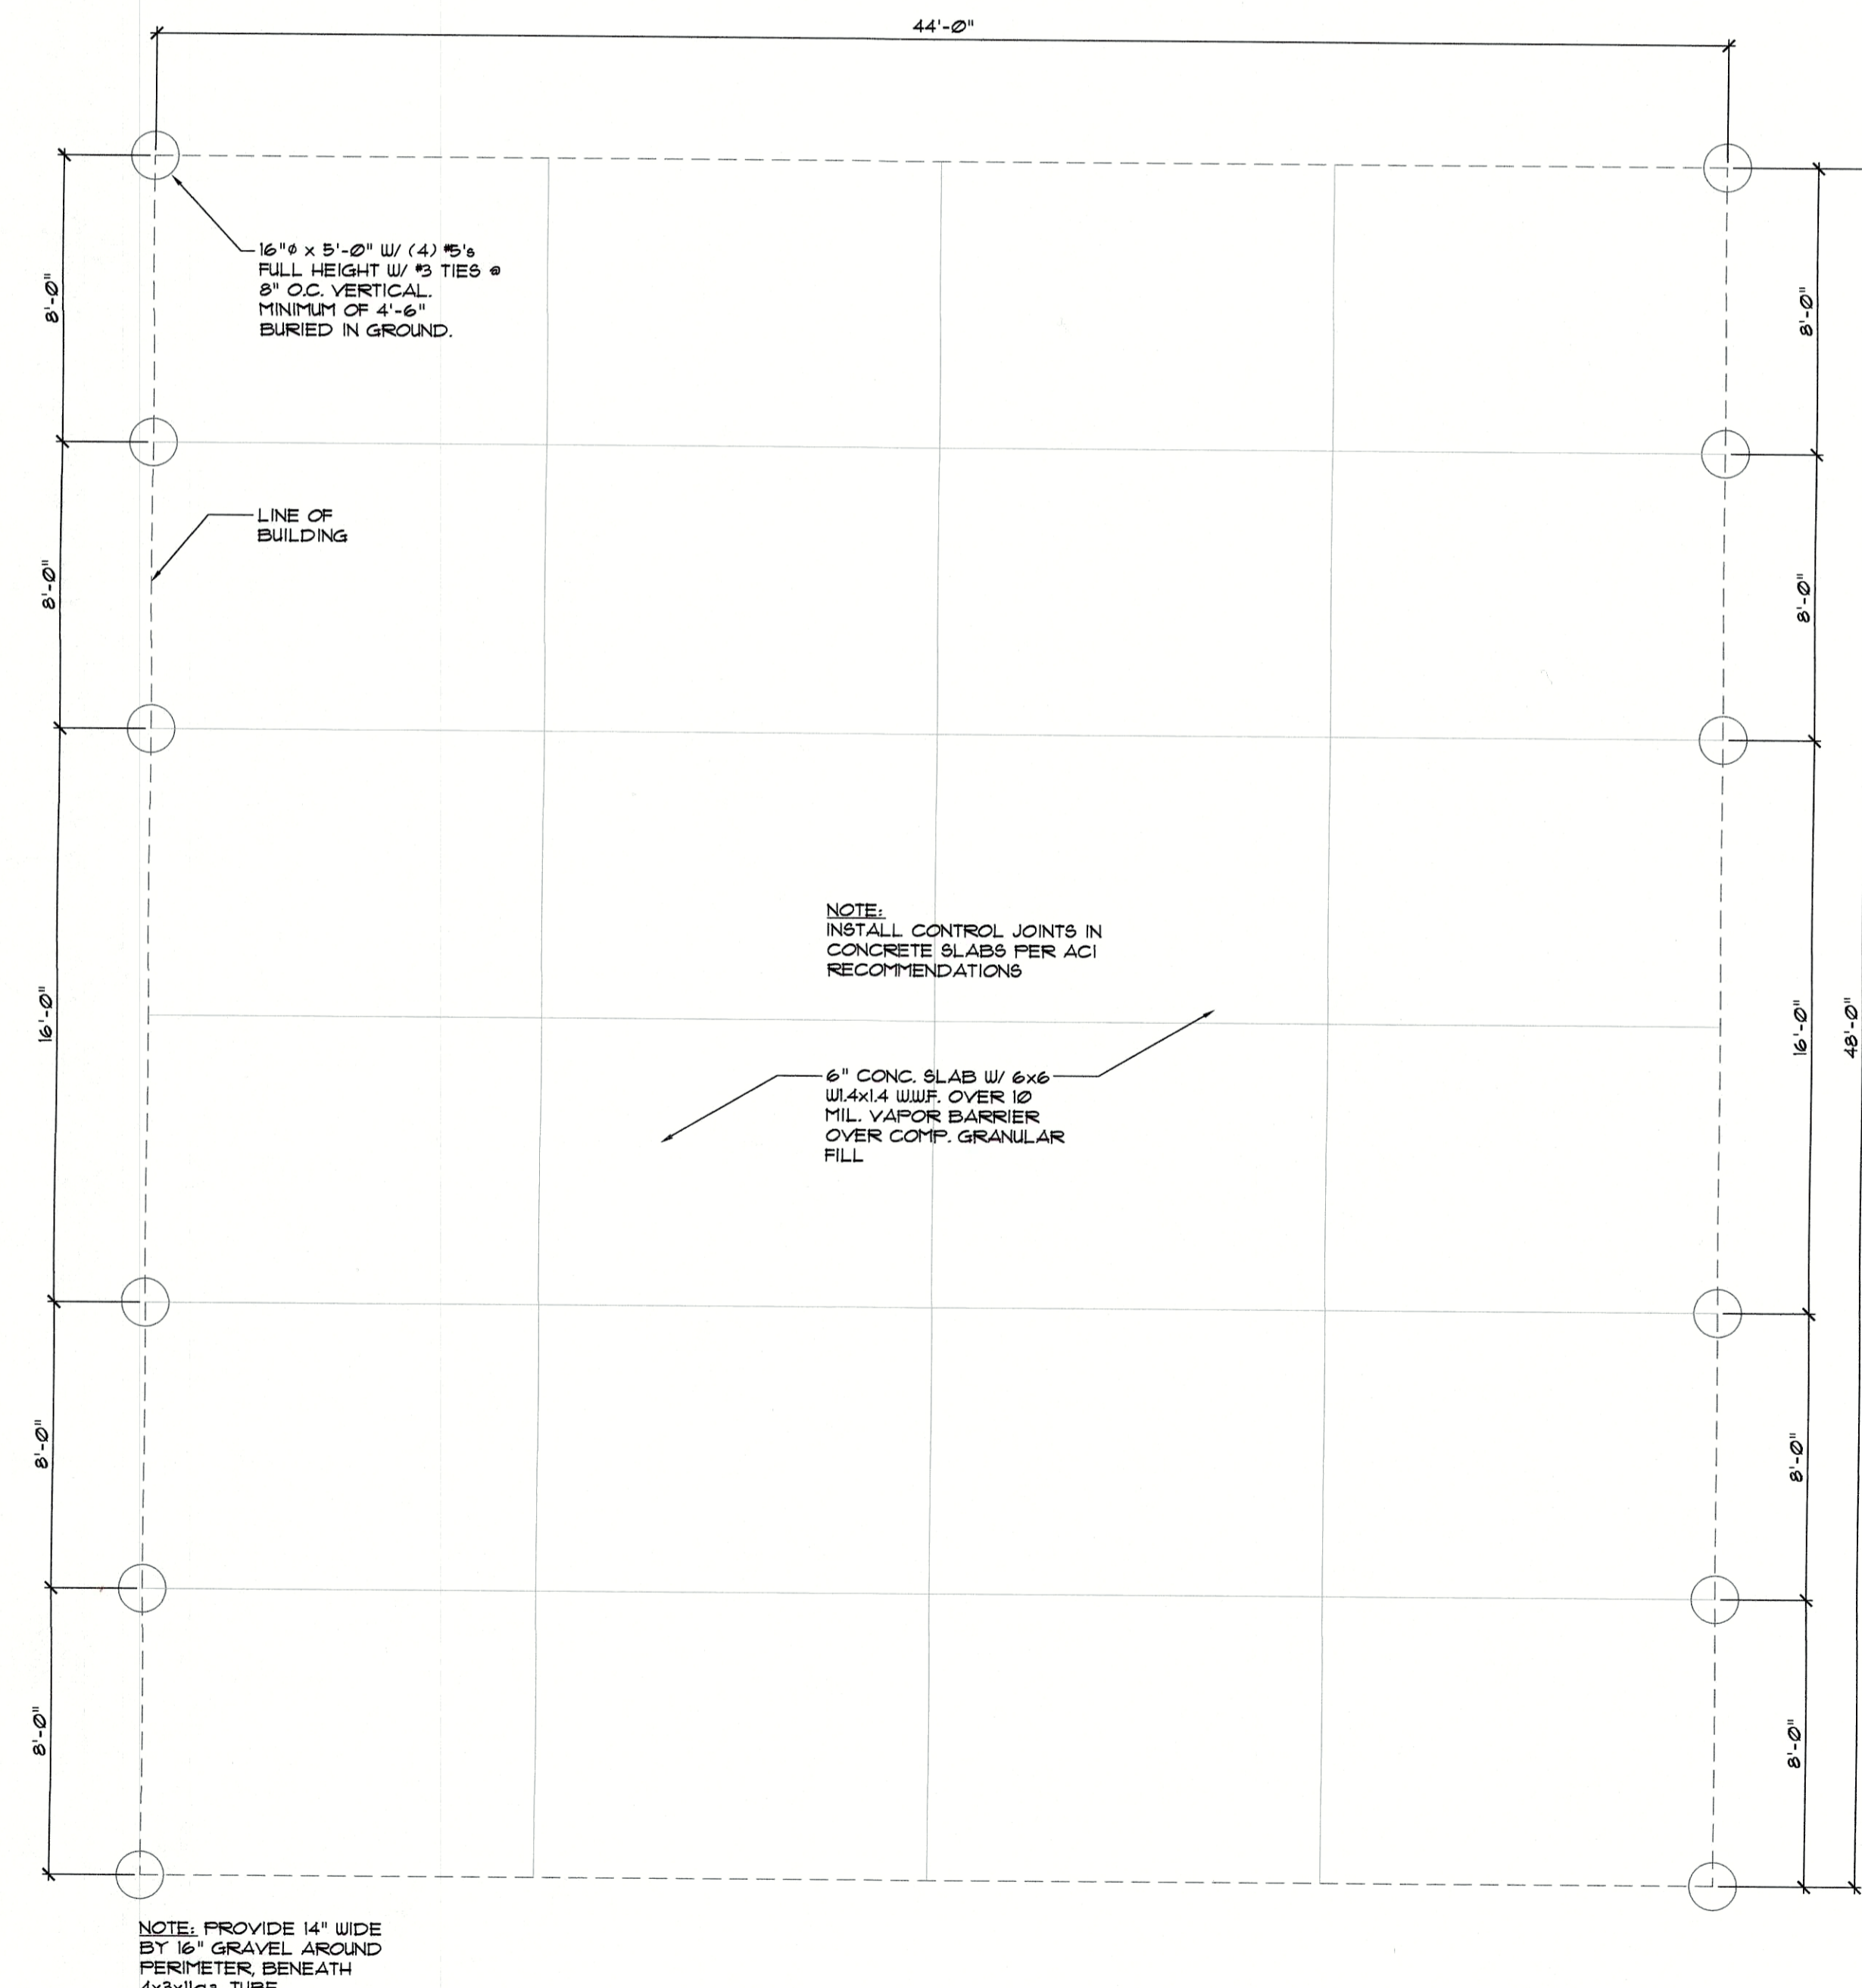 44'-0"
16"ø x 5'-0" W/ (4) #5's
FULL HEIGHT W/ #3 TIES @
8" O.C. VERTICAL.
MINIMUM OF 4'-6"
BURIED IN GROUND.
8'-0"
8'-0"
LINE OF
BUILDING
8'-0"
8'-0"
NOTE:
INSTALL CONTROL JOINTS IN
CONCRETE SLABS PER ACI
RECOMMENDATIONS
16'-0"
16'-0"
48'-0"
6" CONC. SLAB W/ 6x6
W1.4x1.4 W.W.F. OVER 10
MIL. VAPOR BARRIER
OVER COMP. GRANULAR
FILL
8'-0"
8'-0"
8'-0"
8'-0"
NOTE: PROVIDE 14" WIDE
BY 16" GRAVEL AROUND
PERIMETER, BENEATH
4x3x11ga. TUBE